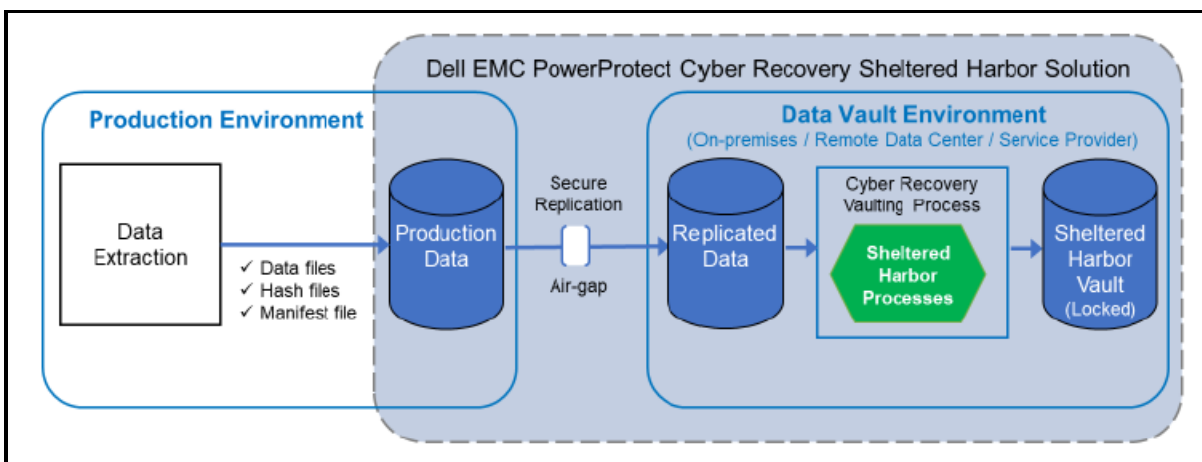 Dell EMC PowerProtect Cyber Recovery Sheltered Harbor Solution
Production Environment
Data
Extraction
✓ Data files
✓ Hash files
✓ Manifest file
Production
Data
Secure
Replication
Air-gap
Data Vault Environment
(On-premises / Remote Data Center / Service Provider)
Replicated
Data
Cyber Recovery
Vaulting Process
Sheltered
Harbor
Processes
Sheltered
Harbor
Vault
(Locked)